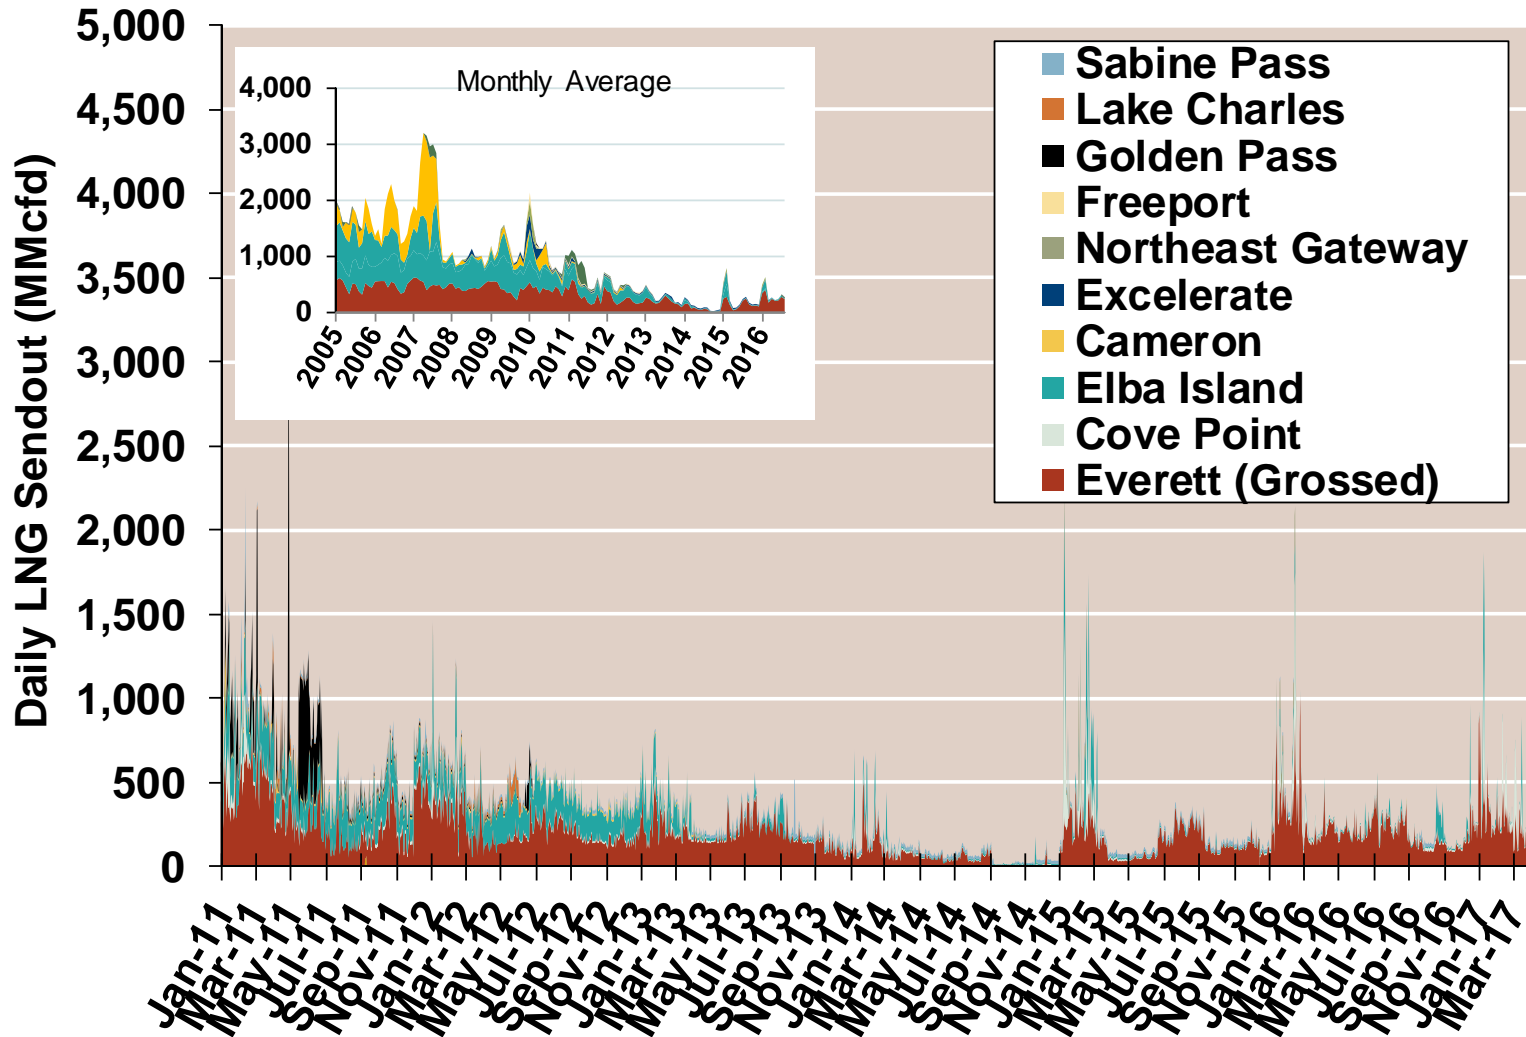 5,000
4,500
4,000
3,500
3,000
2,500
2,000
1,500
1,000
500
0
Daily LNG Sendout (MMcfd)
Monthly Average
4,000
3,000
2,000
1,000
0
2005
2006
2007
2008
2009
2010
2011
2012
2013
2014
2015
2016
Sabine Pass
Lake Charles
Golden Pass
Freeport
Northeast Gateway
Excelerate
Cameron
Elba Island
Cove Point
Everett (Grossed)
Jan-11
Mar-11
May-11
Jul-11
Sep-11
Nov-11
Jan-12
Mar-12
May-12
Jul-12
Sep-12
Nov-12
Jan-13
Mar-13
May-13
Jul-13
Sep-13
Nov-13
Jan-14
Mar-14
May-14
Jul-14
Sep-14
Nov-14
Jan-15
Mar-15
May-15
Jul-15
Sep-15
Nov-15
Jan-16
Mar-16
May-16
Jul-16
Sep-16
Nov-16
Jan-17
Mar-17